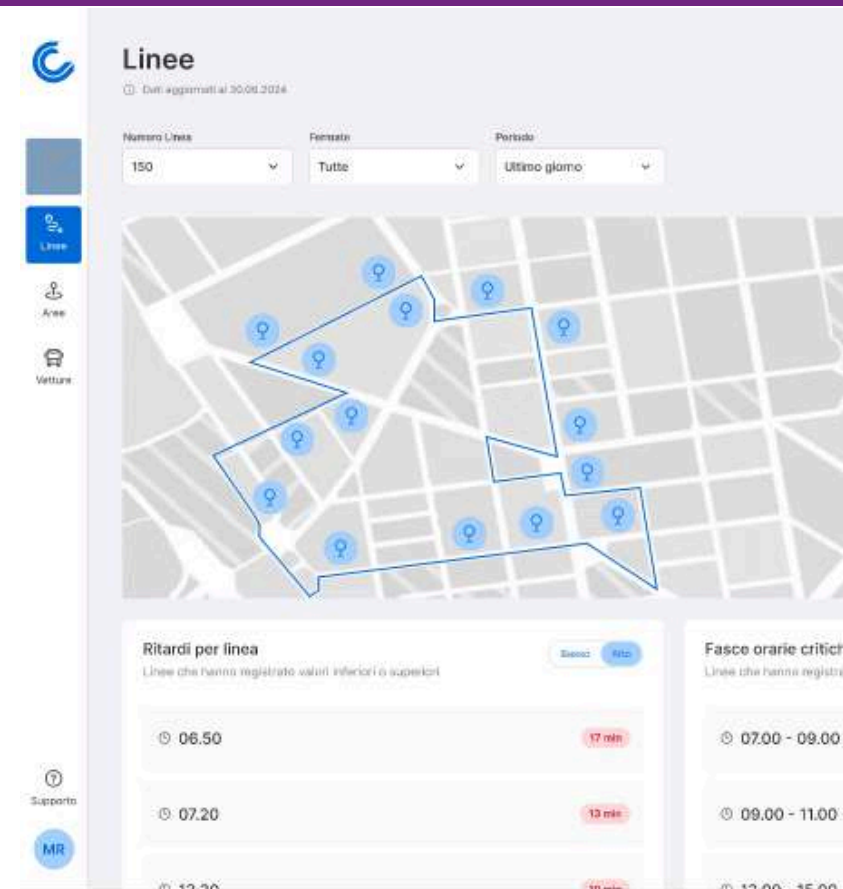 Linee
Dati aggiornati al 30.06.2024
Numero Linea
Fermate
Periodo
150
Tutte
Ultimo giorno
Linee
Aree
Vetture
Supporto
MR
Ritardi per linea
Linee che hanno registrato valori inferiori o superiori
Basso
Alto
06.50
17 min
07.20
13 min
Fasce orarie critich
Linee che hanno registra
07.00 - 09.00
09.00 - 11.00